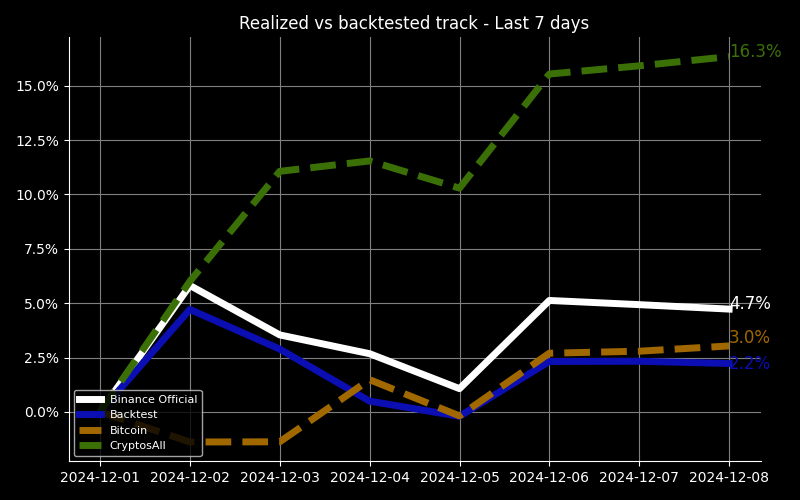 Realized vs backtested track - Last 7 days
16.3%
15.0%
12.5%
10.0%
7.5%
5.0%
4.7%
3.0%
2.5%
2.2%
0.0%
Binance Official
Backtest
Bitcoin
CryptosAll
2024-12-01 2024-12-02 2024-12-03 2024-12-04 2024-12-05 2024-12-06 2024-12-07 2024-12-08